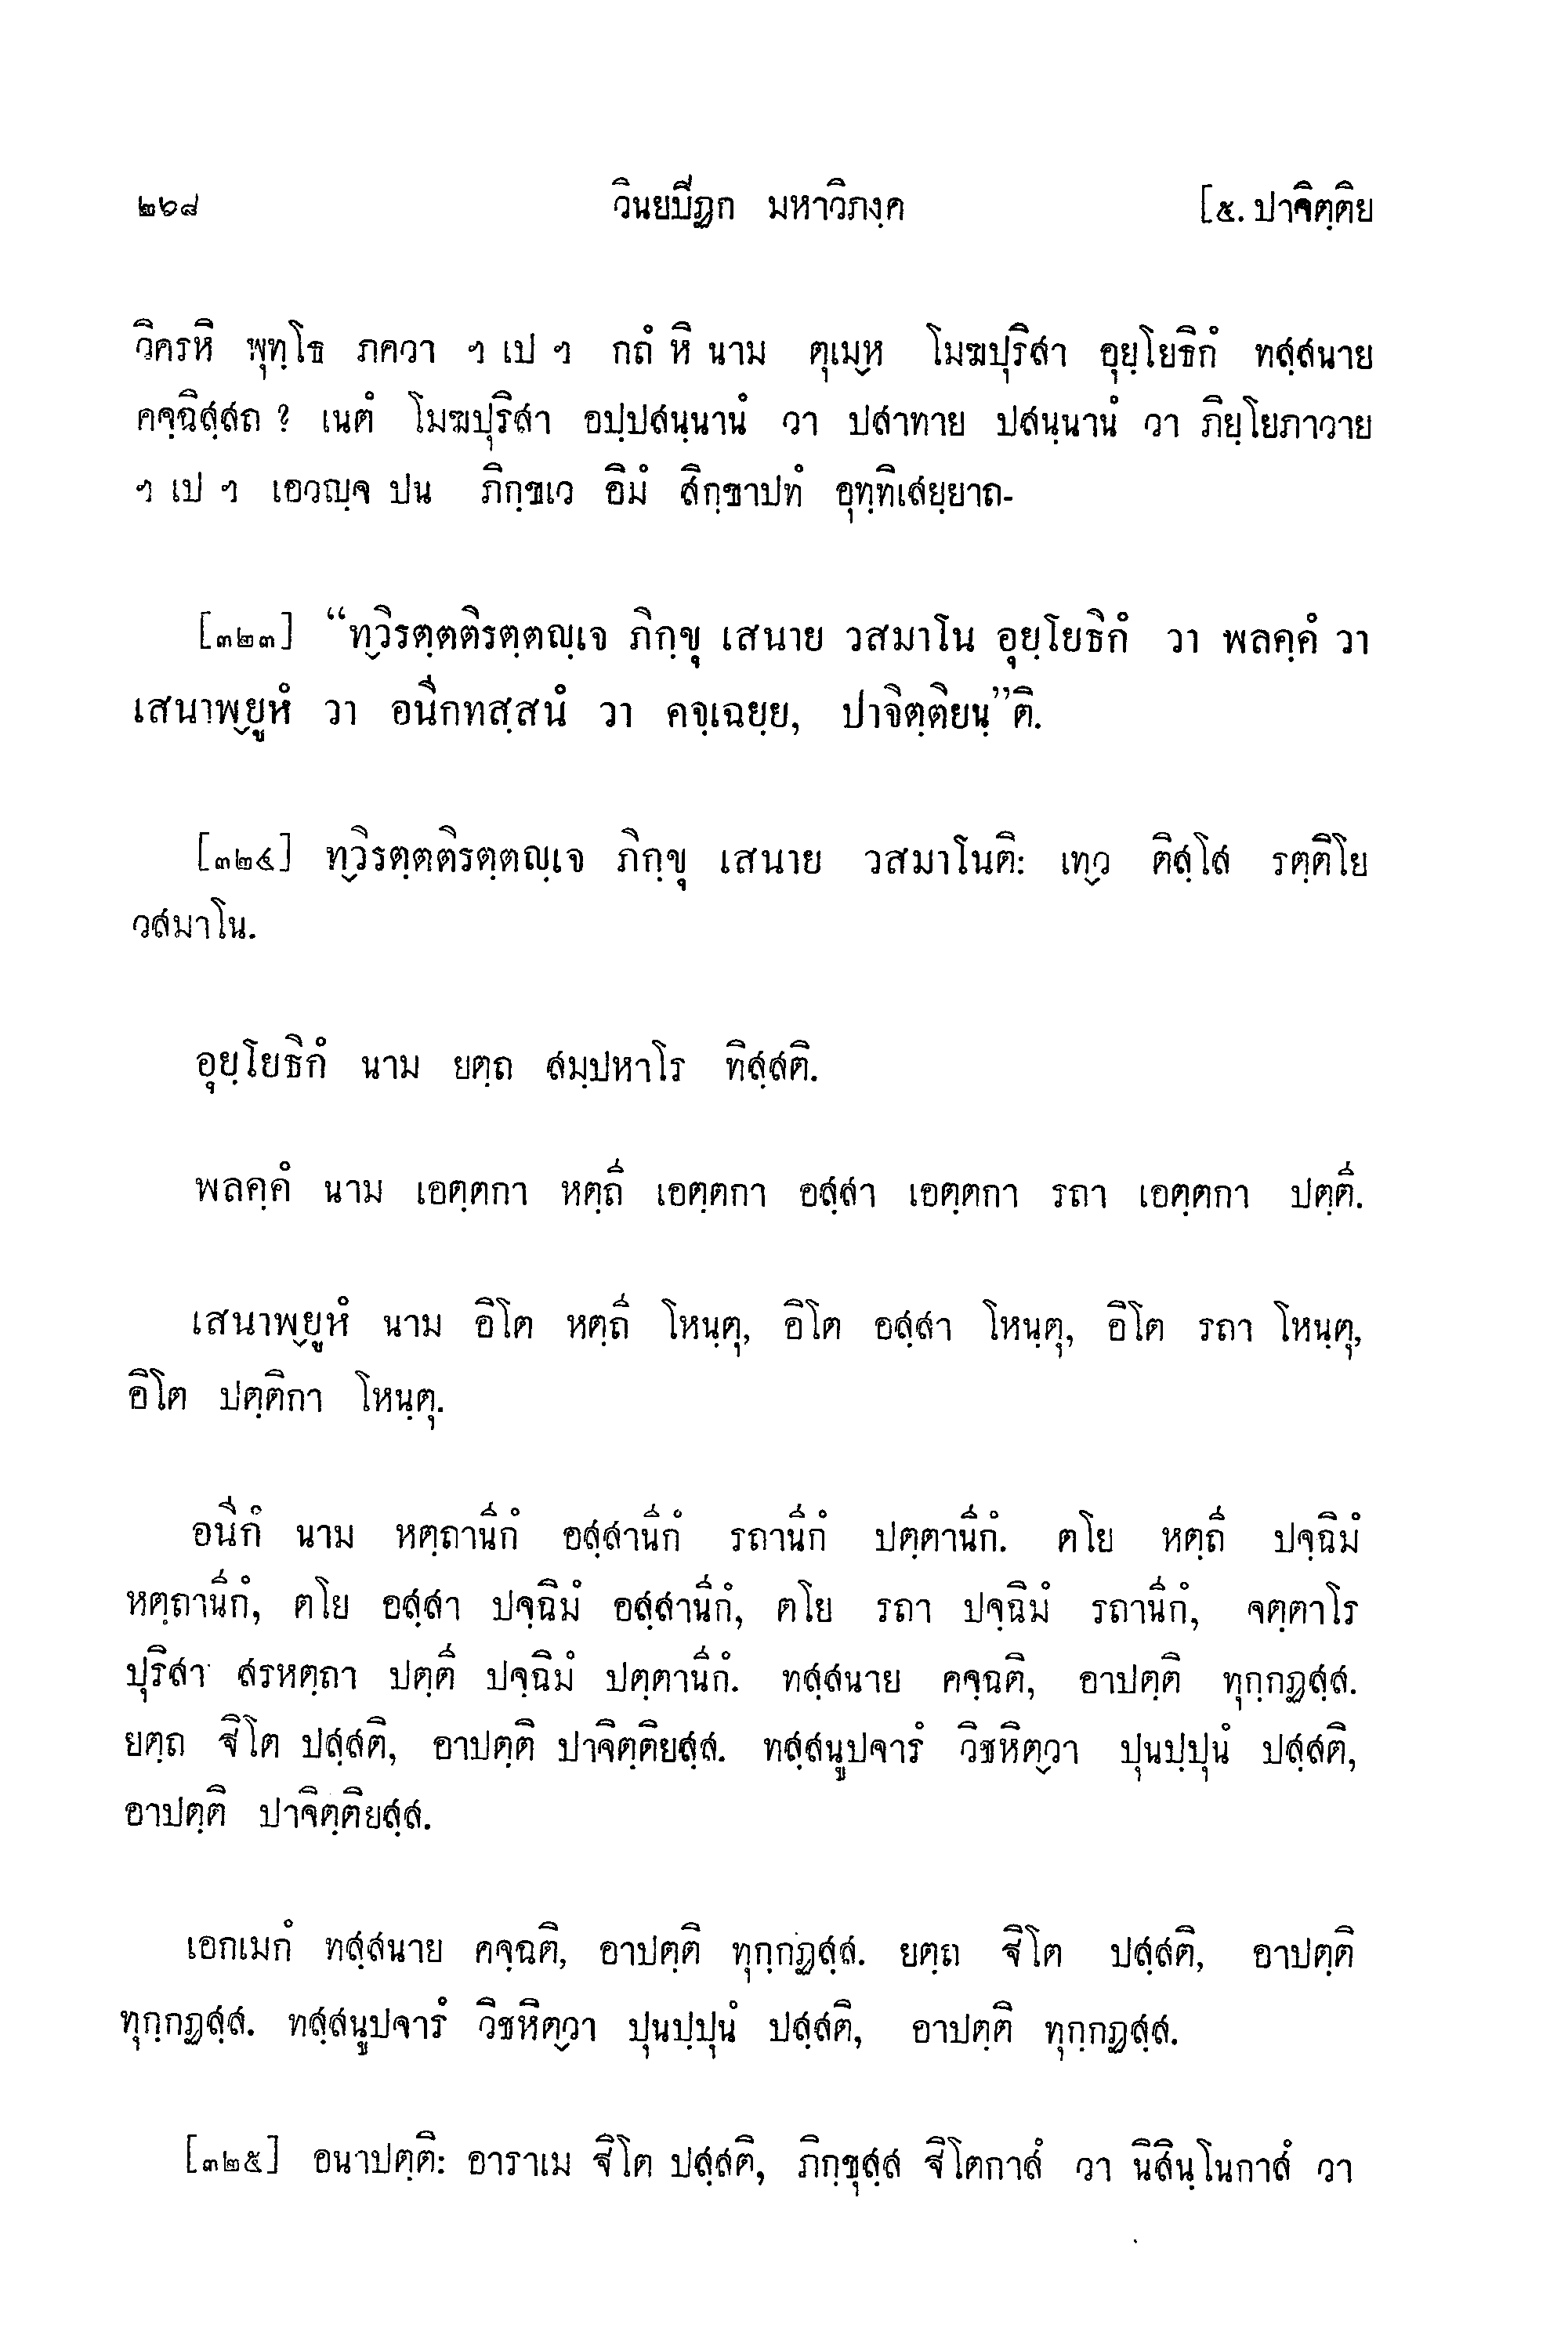 ๒๖๘ วินยปีฏก มหาวิภงฺค [๕. ปาจิตฺติย
วิครหิ พุทฺโธ ภควา ฯ เป ฯ กถํ หิ นาม ตุเมฺห โมฆปุริสา อุยฺโยธิกํ ทสฺสนาย
คจฺฉิสฺสถ ? เนตํ โมฆปุริสา อปฺปสนฺนานํ วา ปสาทาย ปสนฺนานํ วา ภิยฺโยภาวาย
ฯ เป ฯ เอวญฺจ ปน ภิกฺขเว อิมํ สิกฺขาปทํ อุทฺทิเสยฺยาถ-
[๓๒๓] “ทฺวิรตฺตติรตฺตญฺเจ ภิกฺขุ เสนาย วสมาโน อุยฺโยธิกํ วา พลคฺคํ วา
เสนาพฺยูหํ วา อนีกทสฺสนํ วา คจฺเฉยฺย, ปาจิตฺติยนฺ”ติ.
[๓๒๔] ทฺวิรตฺตติรตฺตญฺเจ ภิกฺขุ เสนาย วสมาโนติ: เทฺว ติสฺโส รตฺติโย
วสมาโน.
อุยฺโยธิกํ นาม ยตฺถ สมฺปหาโร ทิสฺสติ.
พลคฺคํ นาม เอตฺตกา หตฺถี เอตฺตกา อสฺสา เอตฺตกา รถา เอตฺตกา ปตฺตี.
เสนาพฺยูหํ นาม อิโต หตฺถี โหนฺตุ, อิโต อสฺสา โหนฺตุ, อิโต รถา โหนฺตุ,
อิโต ปตฺติกา โหนฺตุ.
อนีกํ นาม หตฺถานีกํ อสฺสานีกํ รถานีกํ ปตฺตานีกํ. ตโย หตฺถี ปจฺฉิมํ
หตฺถานีกํ, ตโย อสฺสา ปจฺฉิมํ อสฺสานีกํ, ตโย รถา ปจฺฉิมํ รถานีกํ, จตฺตาโร
ปุริสา สรหตฺถา ปตฺตี ปจฺฉิมํ ปตฺตานีกํ. ทสฺสนาย คจฺฉติ, อาปตฺติ ทุกฺกฏสฺส.
ยตฺถ ฐิโต ปสฺสติ, อาปตฺติ ปาจิตฺติยสฺส. ทสฺสนูปจารํ วิชหิตฺวา ปุนปฺปุนํ ปสฺสติ,
อาปตฺติ ปาจิตฺติยสฺส.
เอกเมกํ ทสฺสนาย คจฺฉติ, อาปตฺติ ทุกฺกฏสฺส. ยตฺถ ฐิโต ปสฺสติ, อาปตฺติ
ทุกฺกฏสฺส. ทสฺสนูปจารํ วิชหิตฺวา ปุนปฺปุนํ ปสฺสติ, อาปตฺติ ทุกฺกฏสฺส.
[๓๒๕] อนาปตฺติ: อาราเม ฐิโต ปสฺสติ, ภิกฺขุสฺส ฐิโตกาสํ วา นิสินฺโนกาสํ วา